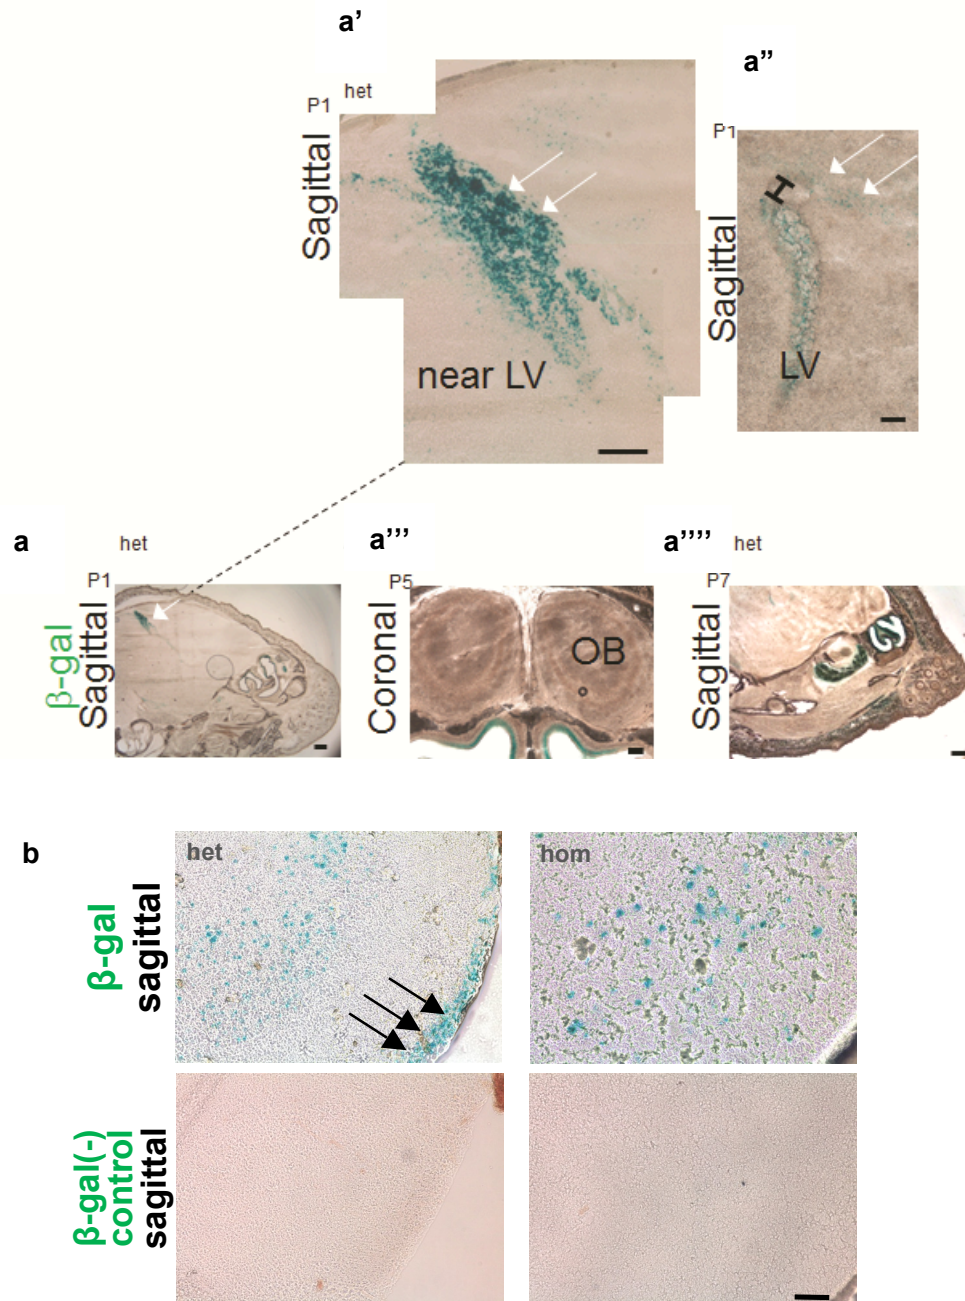 a'
P1 het
Sagittal
near LV
a"
P1
Sagittal
LV
a
het
P1
β-gal
Sagittal
a'''
P5
Coronal
OB
a''''
het
P7
Sagittal
b
het
hom
β-gal
sagittal
β-gal(-)
control
sagittal